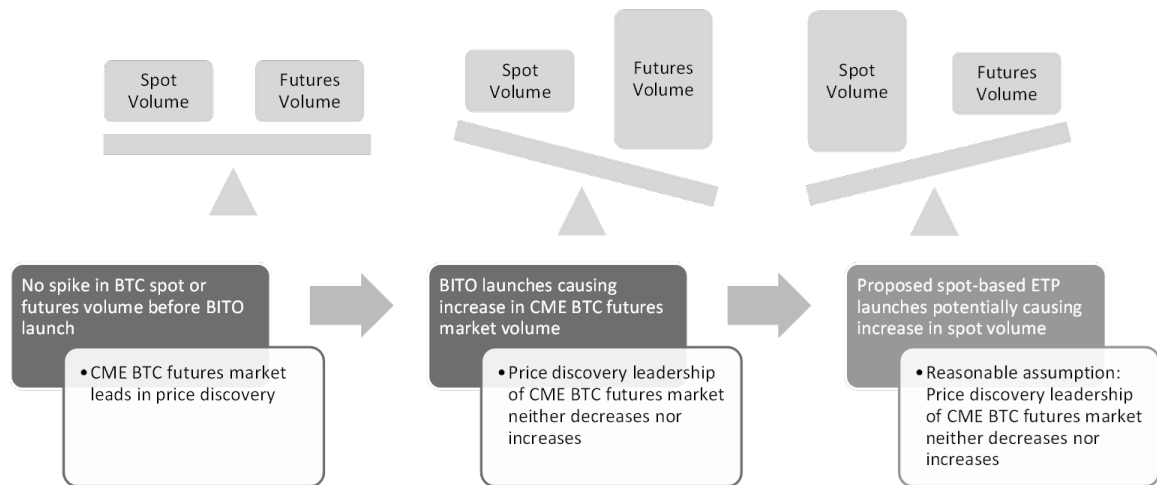 Spot
Volume
Futures
Volume
Spot
Volume
Futures
Volume
Spot
Volume
Futures
Volume
No spike in BTC spot or
futures volume before BITO
launch
• CME BTC futures market
leads in price discovery
BITO launches causing
increase in CME BTC futures
market volume
• Price discovery leadership
of CME BTC futures market
neither decreases nor
increases
Proposed spot-based ETP
launches potentially causing
increase in spot volume
• Reasonable assumption:
Price discovery leadership
of CME BTC futures market
neither decreases nor
increases